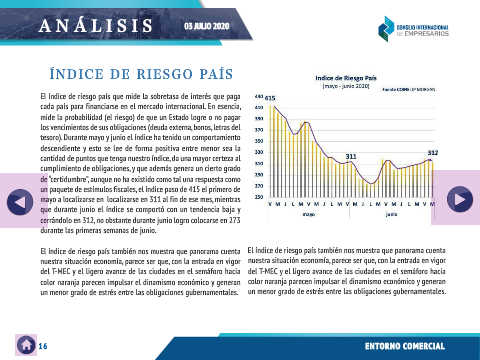 ANÁLISIS
03 JULIO 2020
CONSEJO INTERNACIONAL
DE EMPRESARIOS
ÍNDICE DE RIESGO PAÍS
El índice de riesgo país que mide la sobretasa de interés que paga
cada país para financiarse en el mercado internacional. En esencia,
mide la probabilidad (el riesgo) de que un Estado logre o no pagar
los vencimientos de sus obligaciones (deuda externa, bonos, letras del
tesoro). Durante mayo y junio el índice ha tenido un comportamiento
descendiente y esto se lee de forma positiva entre menor sea la
cantidad de puntos que tenga nuestro índice, da una mayor certeza al
cumplimiento de obligaciones, y que además genera un cierto grado
de "certidumbre", aunque no ha existido como tal una respuesta como
un paquete de estímulos fiscales, el índice paso de 415 el primero de
mayo a localizarse en localizarse en 311 al fin de ese mes, mientras
que durante junio el índice se comportó con un tendencia baja y
cerrándolo en 312, no obstante durante junio logro colocarse en 273
durante las primeras semanas de junio.
El índice de riesgo país también nos muestra que panorama cuenta
nuestra situación economía, parece ser que, con la entrada en vigor
del T-MEC y el ligero avance de las ciudades en el semáforo hacia
color naranja parecen impulsar el dinamismo económico y generan
un menor grado de estrés entre las obligaciones gubernamentales.
Índice de Riesgo País
(mayo - junio 2020)
Fuente COINE/JP MORGAN
430
410
390
370
350
330
310
290
270
250
415
311
312
V M J L M V M J L M V M J L M V M J L M V M
mayo
junio
El índice de riesgo país también nos muestra que panorama cuenta
nuestra situación economía, parece ser que, con la entrada en vigor
del T-MEC y el ligero avance de las ciudades en el semáforo hacia
color naranja parecen impulsar el dinamismo económico y generan
un menor grado de estrés entre las obligaciones gubernamentales.
16
ENTORNO COMERCIAL